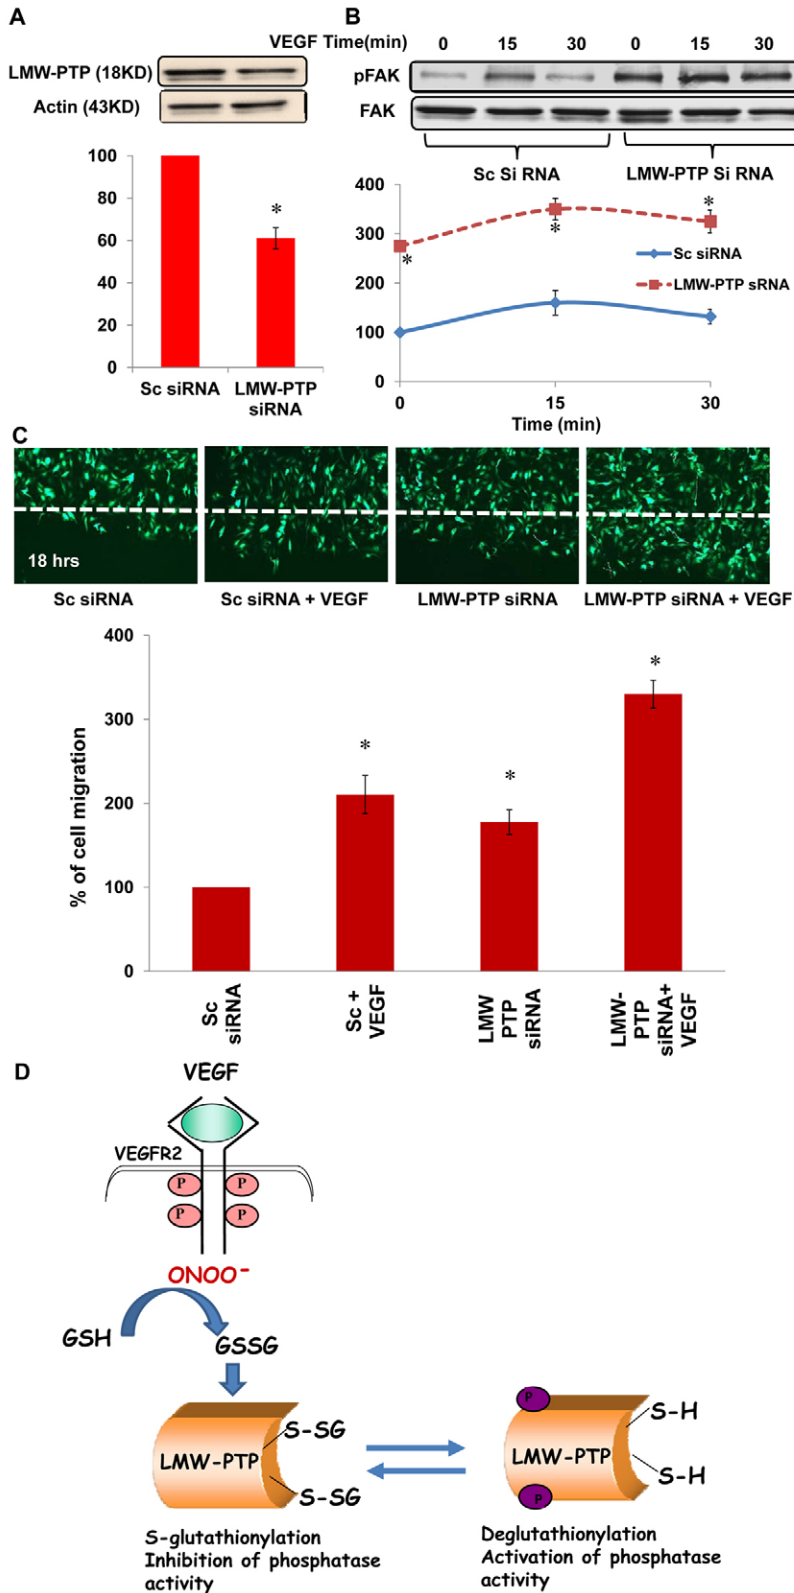 A
LMW-PTP (18KD)
Actin (43KD)
100
80
60
40
20
0
*
Sc siRNA
LMW-PTP
siRNA
B
VEGF Time(min) 0 15 30 0 15 30
pFAK
FAK
Sc Si RNA
LMW-PTP Si RNA
400
300
200
100
0
*
*
*
Sc siRNA
LMW-PTP sRNA
0 15 30
Time (min)
C
18 hrs
Sc siRNA
Sc siRNA + VEGF
LMW-PTP siRNA
LMW-PTP siRNA + VEGF
% of cell migration
400
300
200
100
0
*
*
*
Sc
siRNA
Sc +
VEGF
LMW
PTP
siRNA
LMW-
PTP
siRNA+
VEGF
D
VEGF
VEGFR2
P P
P P
ONOO⁻
GSH
GSSG
LMW-PTP
S-SG
S-SG
P
LMW-PTP
S-H
S-H
P
S-glutathionylation
Inhibition of phosphatase
activity
Deglutathionylation
Activation of phosphatase
activity